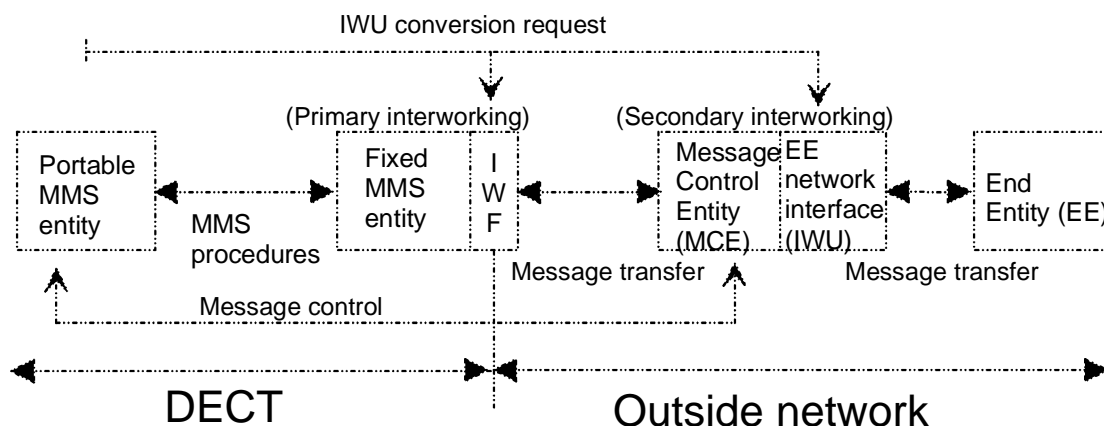 IWU conversion request
(Primary interworking)
(Secondary interworking)
Portable
MMS
entity
MMS
procedures
Fixed
MMS
entity
I
W
F
Message
Control
Entity
(MCE)
EE
network
interface
(IWU)
End
Entity (EE)
Message transfer
Message transfer
Message control
DECT
Outside network